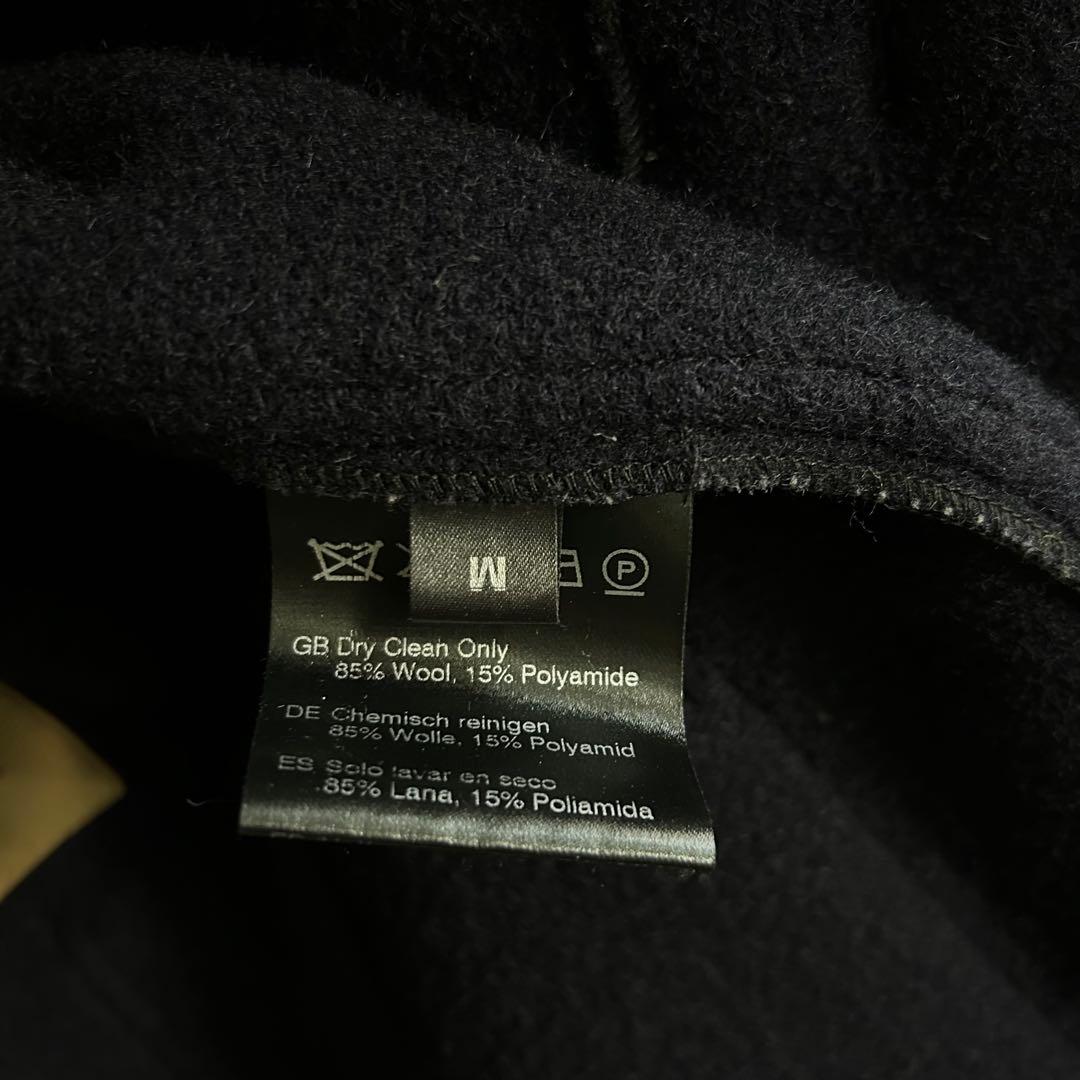 M
P
GB Dry Clean Only
85% Wool, 15% Polyamide
DE Chemisch reinigen
85% Wolle, 15% Polyamid
ES Solo lavar en seco
85% Lana, 15% Poliamida